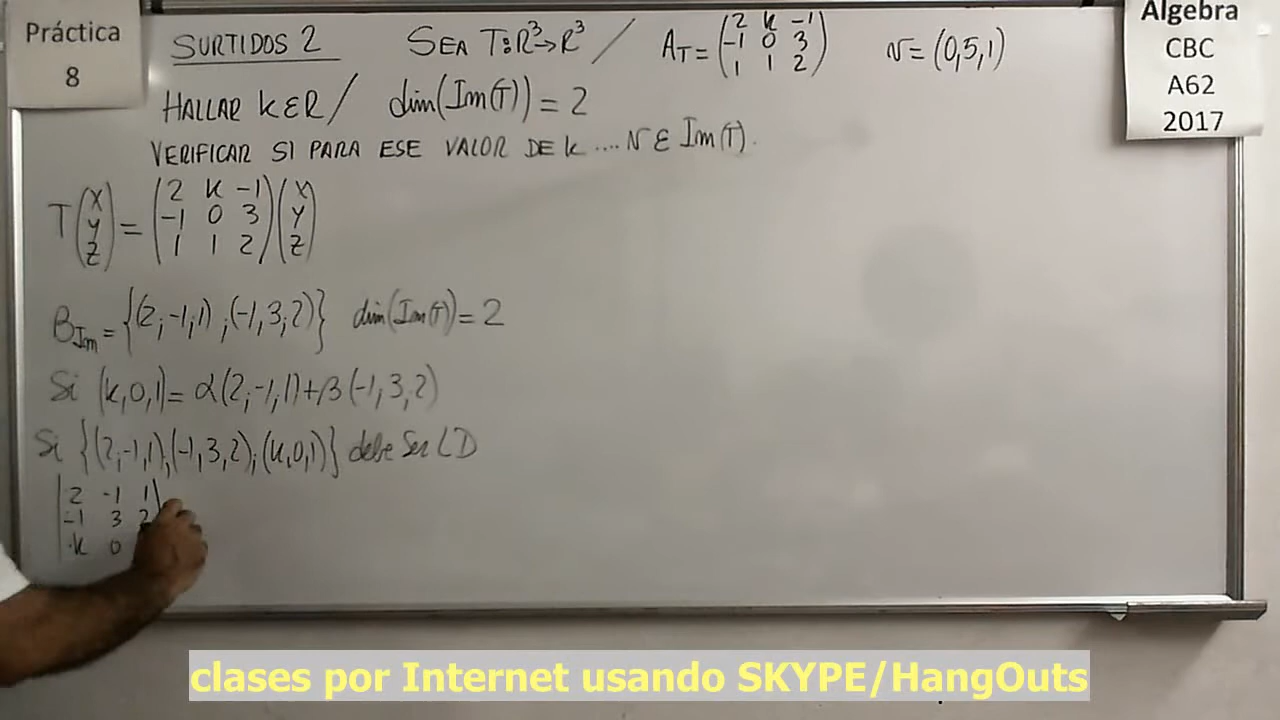 Práctica
8
SURTIDOS 2 SEA T:R³→R³ / A_T = (2 k -1
-1 0 3
1 1 2) N=(0,5,1)
Algebra
CBC
A62
2017
HALLAR KER / dim(Im(T)) = 2
VERIFICAR SI PARA ESE VALOR DE k .... N E Im(T).
T (x y z) = (2 k -1
-1 0 3
1 1 2) (x y z)
B_Im = {(2,-1,1),(-1,3,2)} dim(Im(T)) = 2
Si (k,0,1) = α(2,-1,1)+β(-1,3,2)
Si {(2,-1,1),(-1,3,2),(k,0,1)} debe Ser LD
|2 -1 1|
-1 3 2
k 0
clases por Internet usando SKYPE/HangOuts